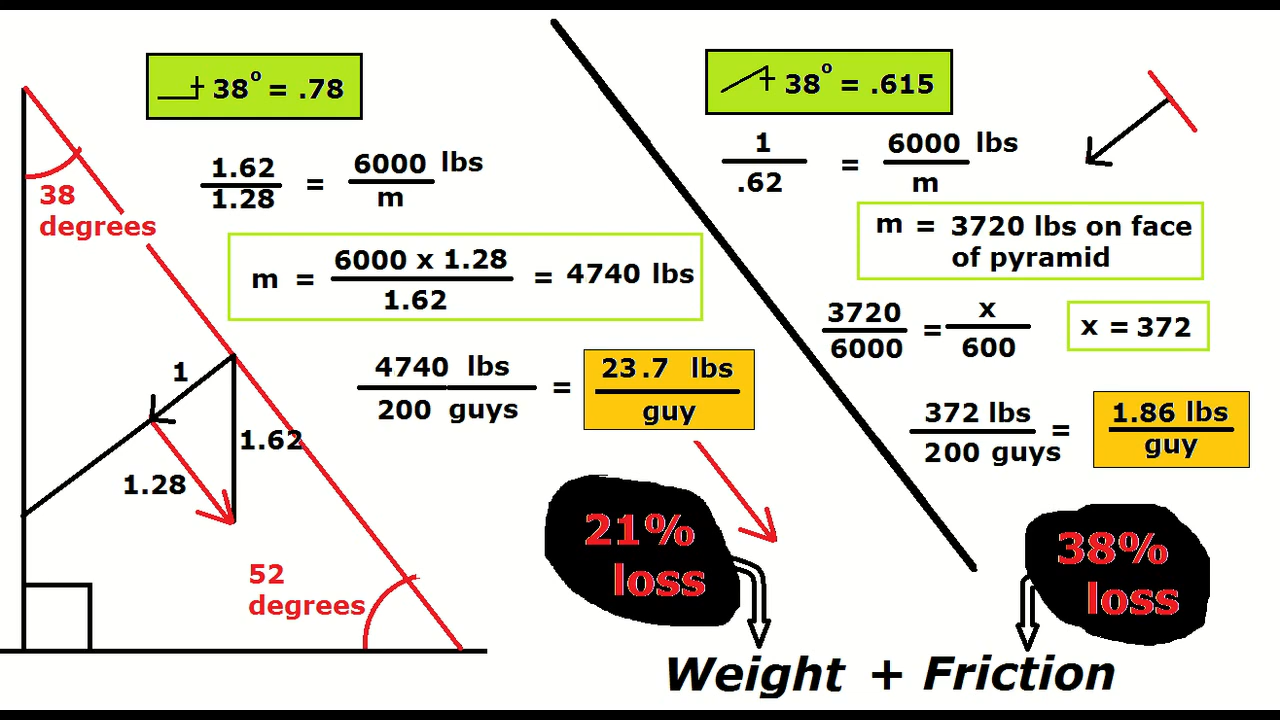 38° = .78
38 degrees
1.62 / 1.28 = 6000 lbs / m
m = 6000 x 1.28 / 1.62 = 4740 lbs
4740 lbs / 200 guys = 23.7 lbs / guy
1
1.62
1.28
52 degrees
21%
loss
38° = .615
1 / .62 = 6000 lbs / m
m = 3720 lbs on face
of pyramid
3720 / 6000 = x / 600
x = 372
372 lbs / 200 guys = 1.86 lbs / guy
38%
loss
Weight + Friction